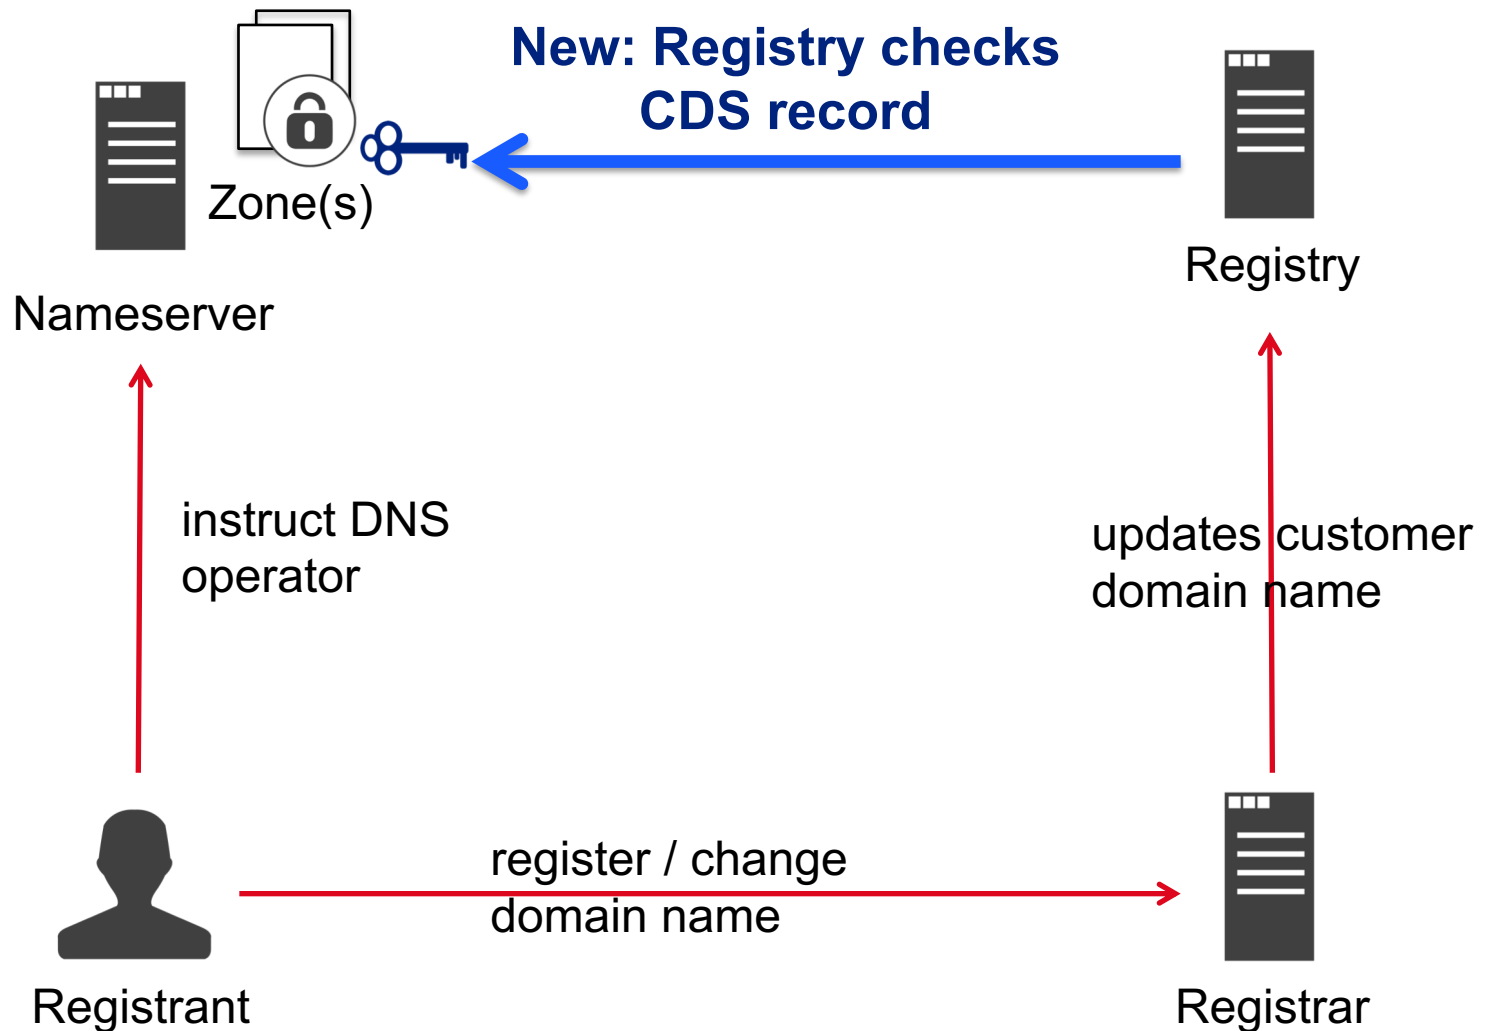 New: Registry checks
CDS record
Zone(s)
Registry
Nameserver
instruct DNS
operator
updates customer
domain name
register / change
domain name
Registrant
Registrar